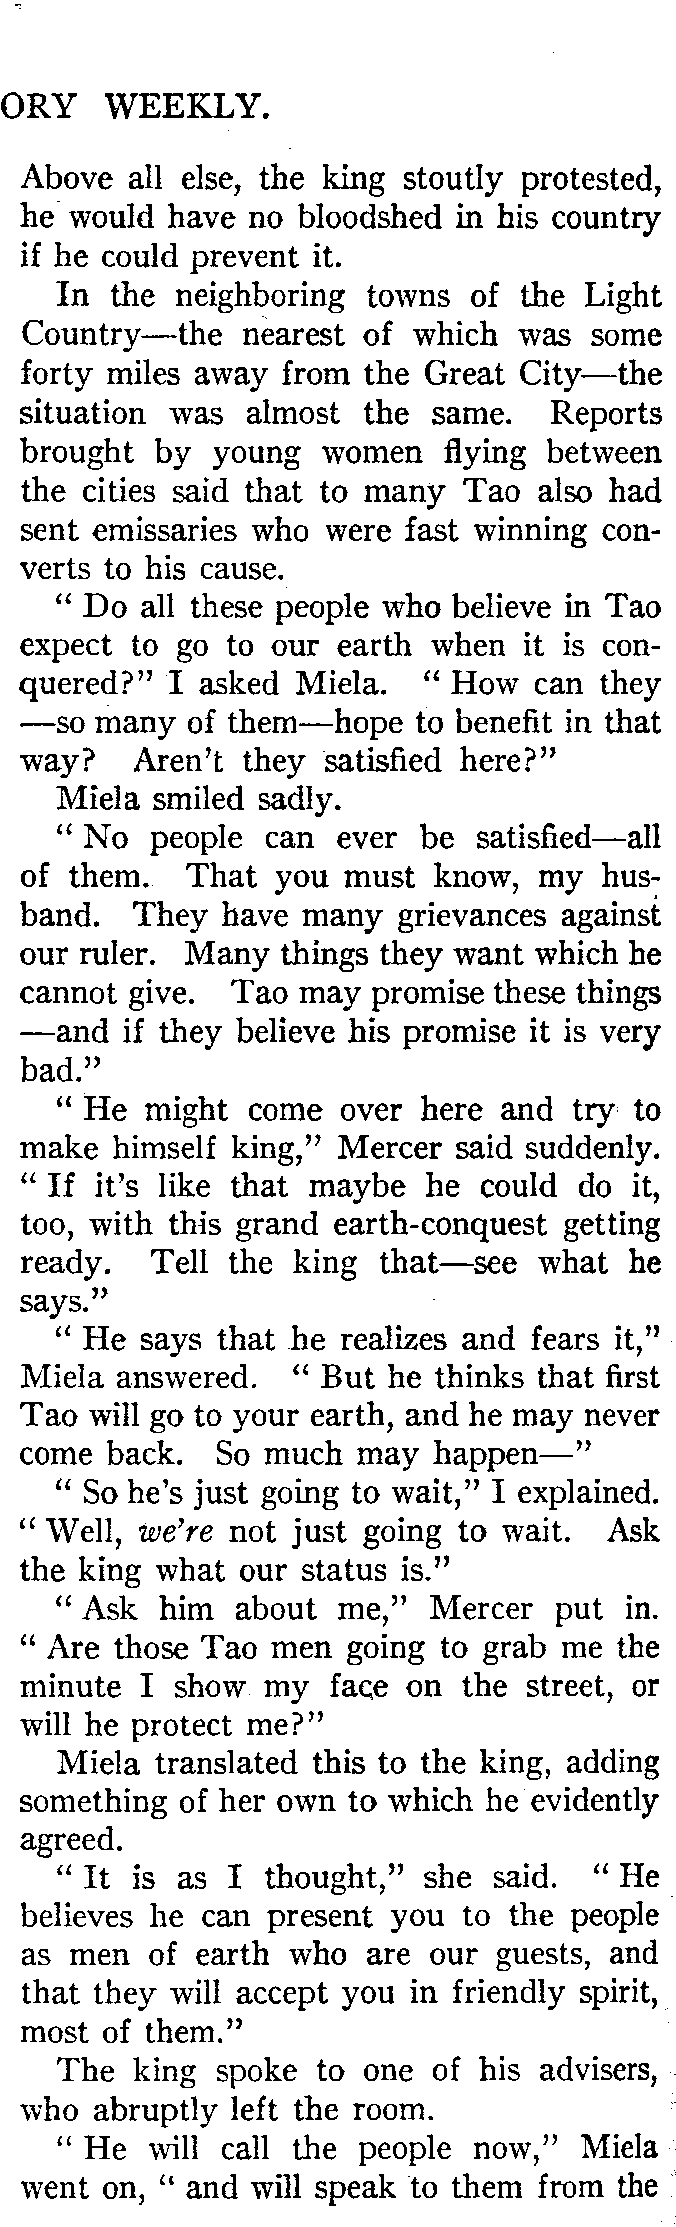 ORY WEEKLY.
Above all else, the king stoutly protested,
he would have no bloodshed in his country
if he could prevent it.
In the neighboring towns of the Light
Country—the nearest of which was some
forty miles away from the Great City—the
situation was almost the same. Reports
brought by young women flying between
the cities said that to many Tao also had
sent emissaries who were fast winning con-
verts to his cause.
“ Do all these people who believe in Tao
expect to go to our earth when it is con-
quered?” I asked Miela. “ How can they
—so many of them—hope to benefit in that
way? Aren’t they satisfied here?”
Miela smiled sadly.
“ No people can ever be satisfied—all
of them. That you must know, my hus-
band. They have many grievances against
our ruler. Many things they want which he
cannot give. Tao may promise these things
—and if they believe his promise it is very
bad.”
“ He might come over here and try to
make himself king,” Mercer said suddenly.
“ If it’s like that maybe he could do it,
too, with this grand earth-conquest getting
ready. Tell the king that—see what he
says.”
“ He says that he realizes and fears it,”
Miela answered. “ But he thinks that first
Tao will go to your earth, and he may never
come back. So much may happen—”
“ So he’s just going to wait,” I explained.
“ Well, we’re not just going to wait. Ask
the king what our status is.”
“ Ask him about me,” Mercer put in.
“ Are those Tao men going to grab me the
minute I show my face on the street, or
will he protect me?”
Miela translated this to the king, adding
something of her own to which he evidently
agreed.
“ It is as I thought,” she said. “ He
believes he can present you to the people
as men of earth who are our guests, and
that they will accept you in friendly spirit,
most of them.”
The king spoke to one of his advisers,
who abruptly left the room.
“ He will call the people now,” Miela
went on, “ and will speak to them from the